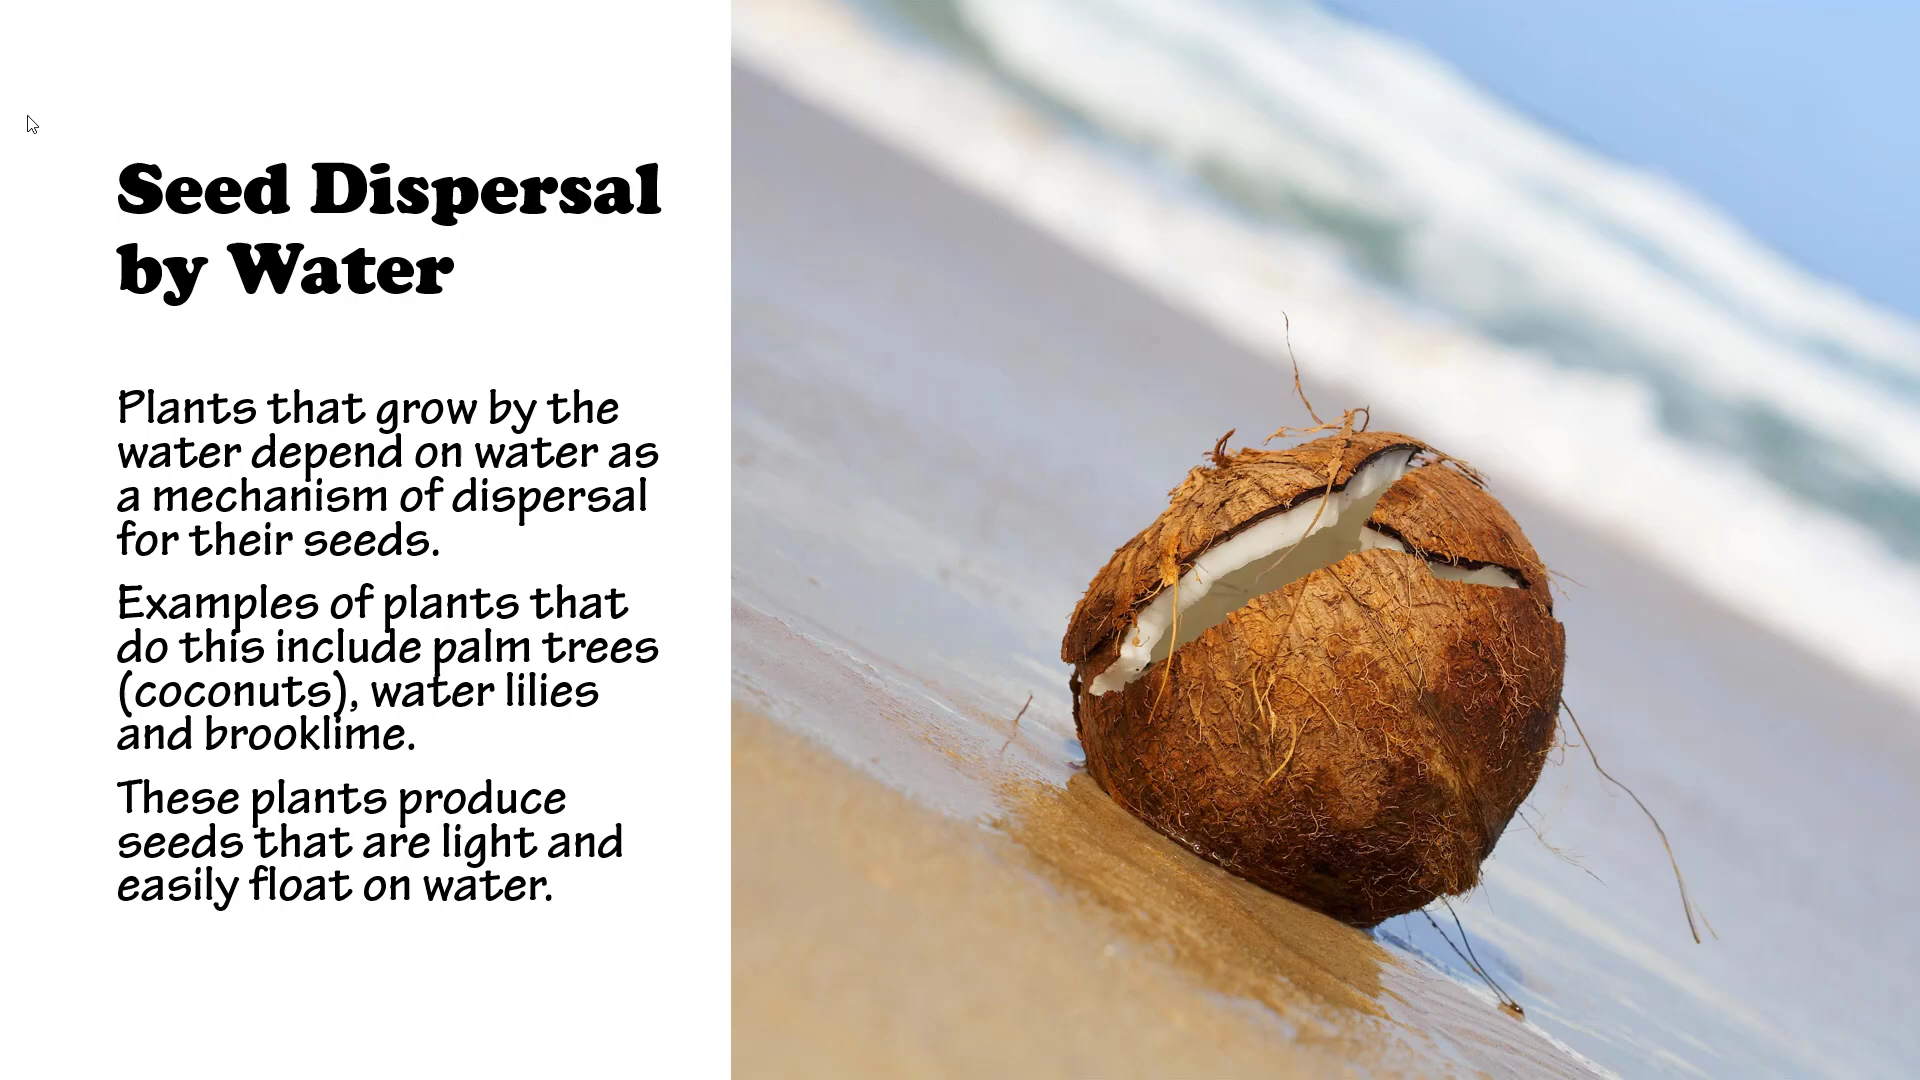 Seed Dispersal
by Water
Plants that grow by the
water depend on water as
a mechanism of dispersal
for their seeds.
Examples of plants that
do this include palm trees
(coconuts), water lilies
and brooklime.
These plants produce
seeds that are light and
easily float on water.